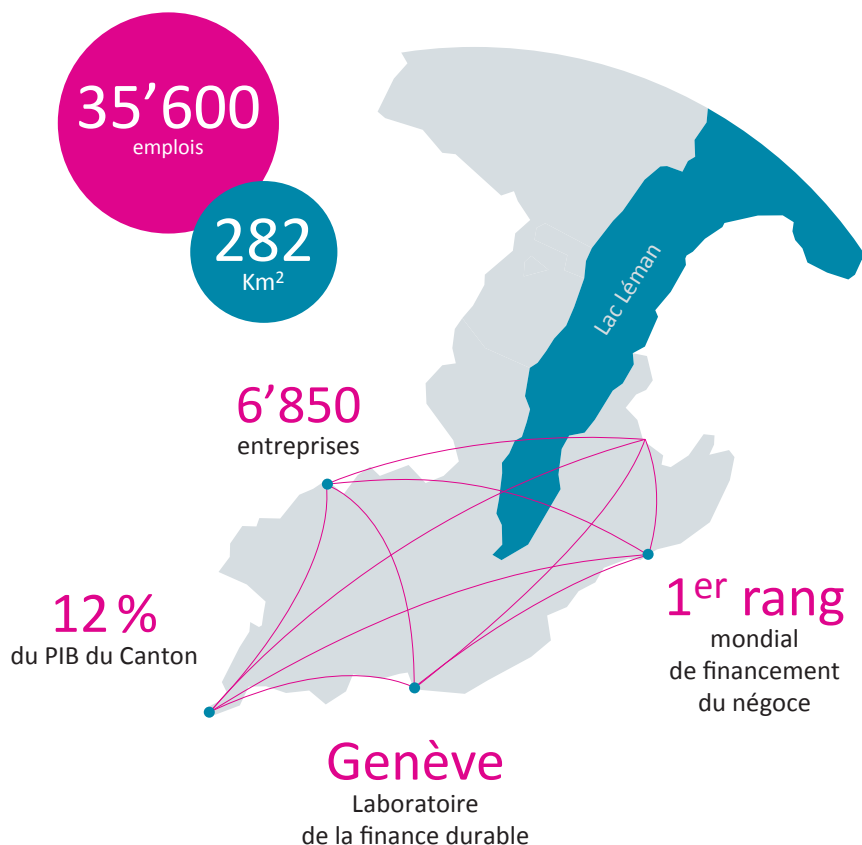 35’600
emplois
282
Km²
Lac Léman
6’850
entreprises
12 %
du PIB du Canton
1er rang
mondial
de financement
du négoce
Genève
Laboratoire
de la finance durable